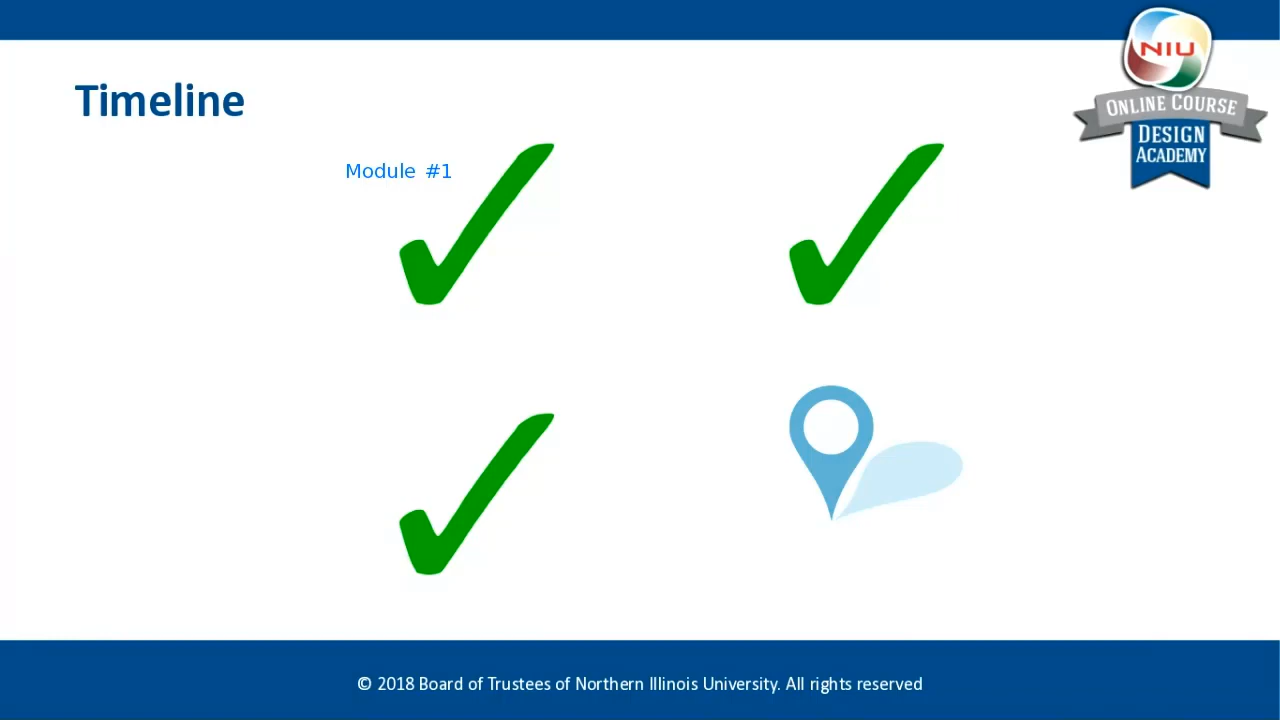 Timeline
Module #1
NIU
ONLINE COURSE
DESIGN
ACADEMY
© 2018 Board of Trustees of Northern Illinois University. All rights reserved